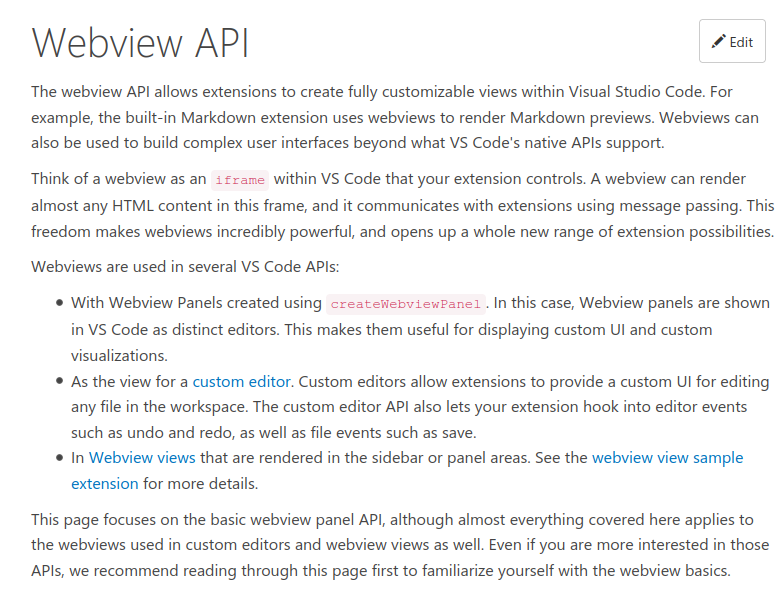 Webview API
Edit
The webview API allows extensions to create fully customizable views within Visual Studio Code. For
example, the built-in Markdown extension uses webviews to render Markdown previews. Webviews can
also be used to build complex user interfaces beyond what VS Code's native APIs support.
Think of a webview as an iframe within VS Code that your extension controls. A webview can render
almost any HTML content in this frame, and it communicates with extensions using message passing. This
freedom makes webviews incredibly powerful, and opens up a whole new range of extension possibilities.
Webviews are used in several VS Code APIs:
• With Webview Panels created using createWebviewPanel. In this case, Webview panels are shown
in VS Code as distinct editors. This makes them useful for displaying custom UI and custom
visualizations.
• As the view for a custom editor. Custom editors allow extensions to provide a custom UI for editing
any file in the workspace. The custom editor API also lets your extension hook into editor events
such as undo and redo, as well as file events such as save.
• In Webview views that are rendered in the sidebar or panel areas. See the webview view sample
extension for more details.
This page focuses on the basic webview panel API, although almost everything covered here applies to
the webviews used in custom editors and webview views as well. Even if you are more interested in those
APIs, we recommend reading through this page first to familiarize yourself with the webview basics.